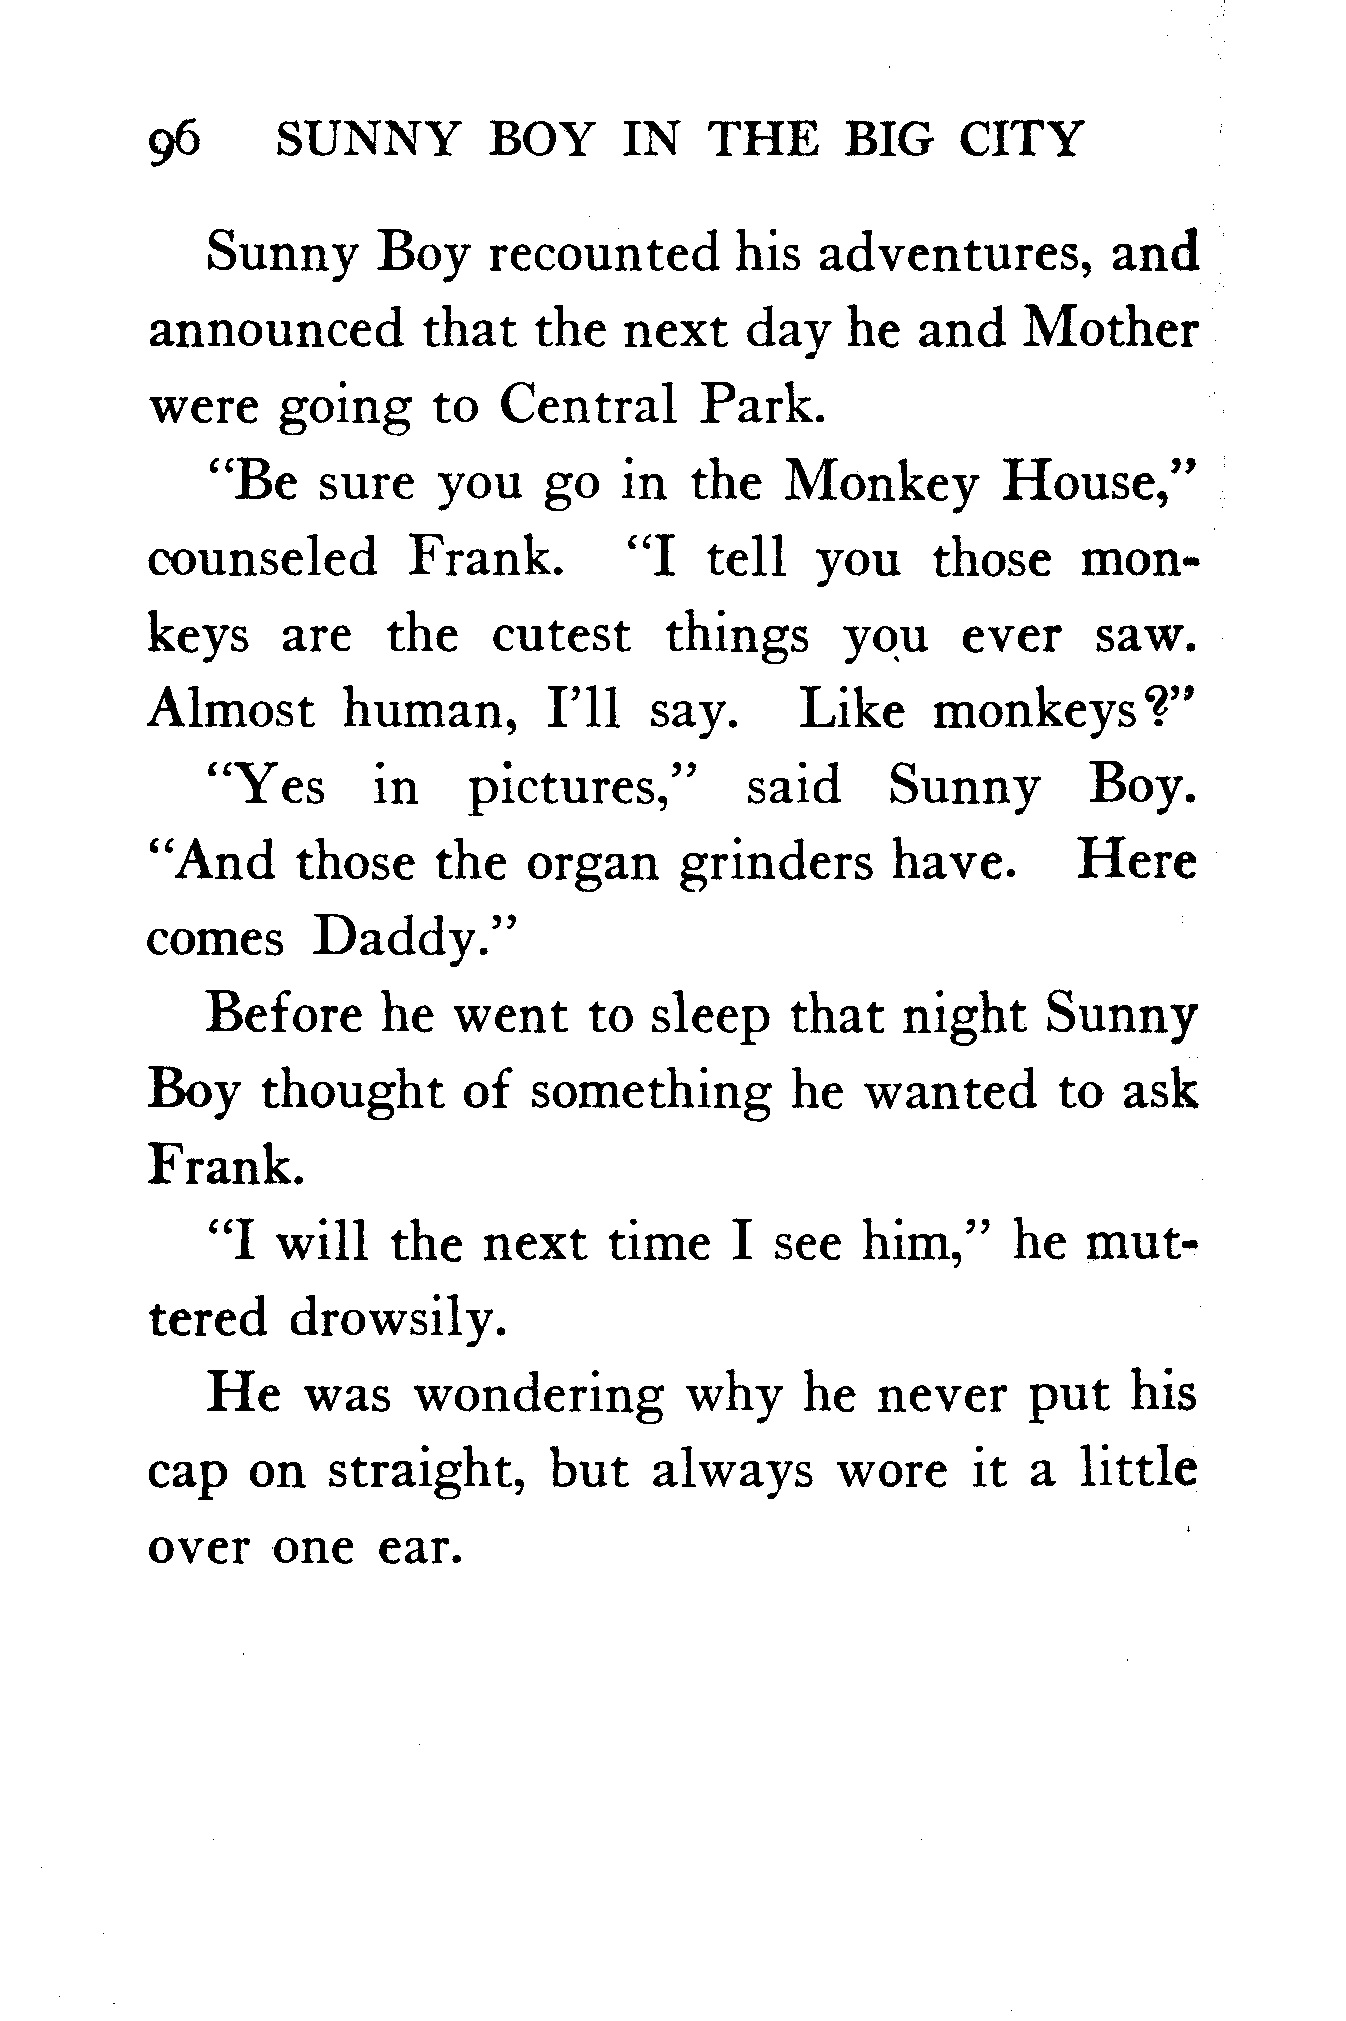 96 SUNNY BOY IN THE BIG CITY
Sunny Boy recounted his adventures, and
announced that the next day he and Mother
were going to Central Park.
“Be sure you go in the Monkey House,”
counseled Frank. “I tell you those mon-
keys are the cutest things you ever saw.
Almost human, I’ll say. Like monkeys?”
“Yes in pictures,” said Sunny Boy.
“And those the organ grinders have. Here
comes Daddy.”
Before he went to sleep that night Sunny
Boy thought of something he wanted to ask
Frank.
“I will the next time I see him,” he mut-
tered drowsily.
He was wondering why he never put his
cap on straight, but always wore it a little
over one ear.